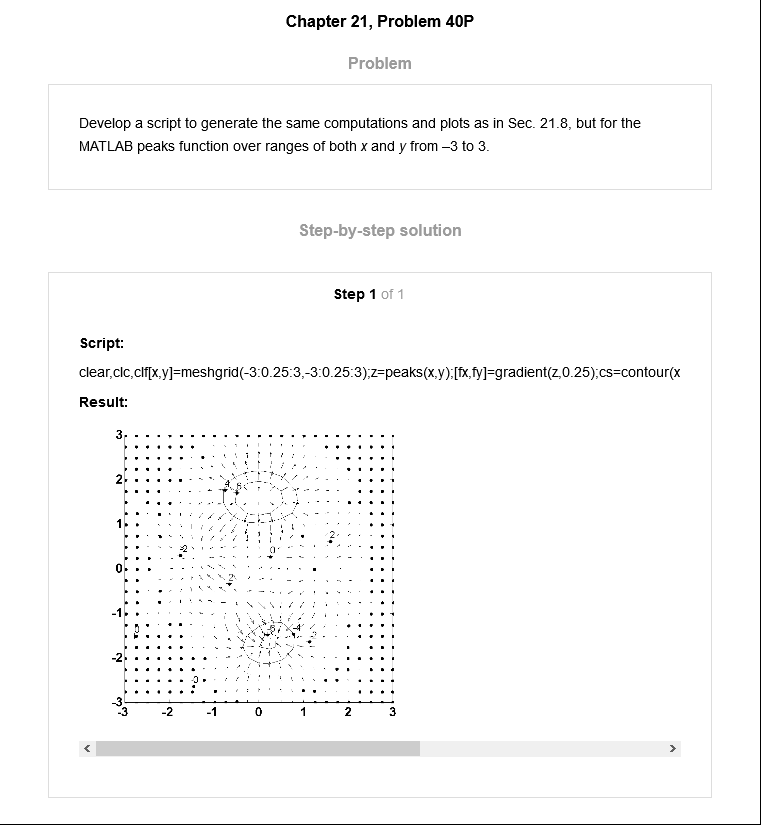 Chapter 21, Problem 40P
Problem
Develop a script to generate the same computations and plots as in Sec. 21.8, but for the
MATLAB peaks function over ranges of both x and y from –3 to 3.
Step-by-step solution
Step 1 of 1
Script:
clear,clc,clf[x,y]=meshgrid(-3:0.25:3,-3:0.25:3);z=peaks(x,y);[fx,fy]=gradient(z,0.25);cs=contour(x
Result:
3
2
4 6
1
2
2 0
0
2
-1
0 -6 -4 -2
-2
0
-3
-3 -2 -1 0 1 2 3